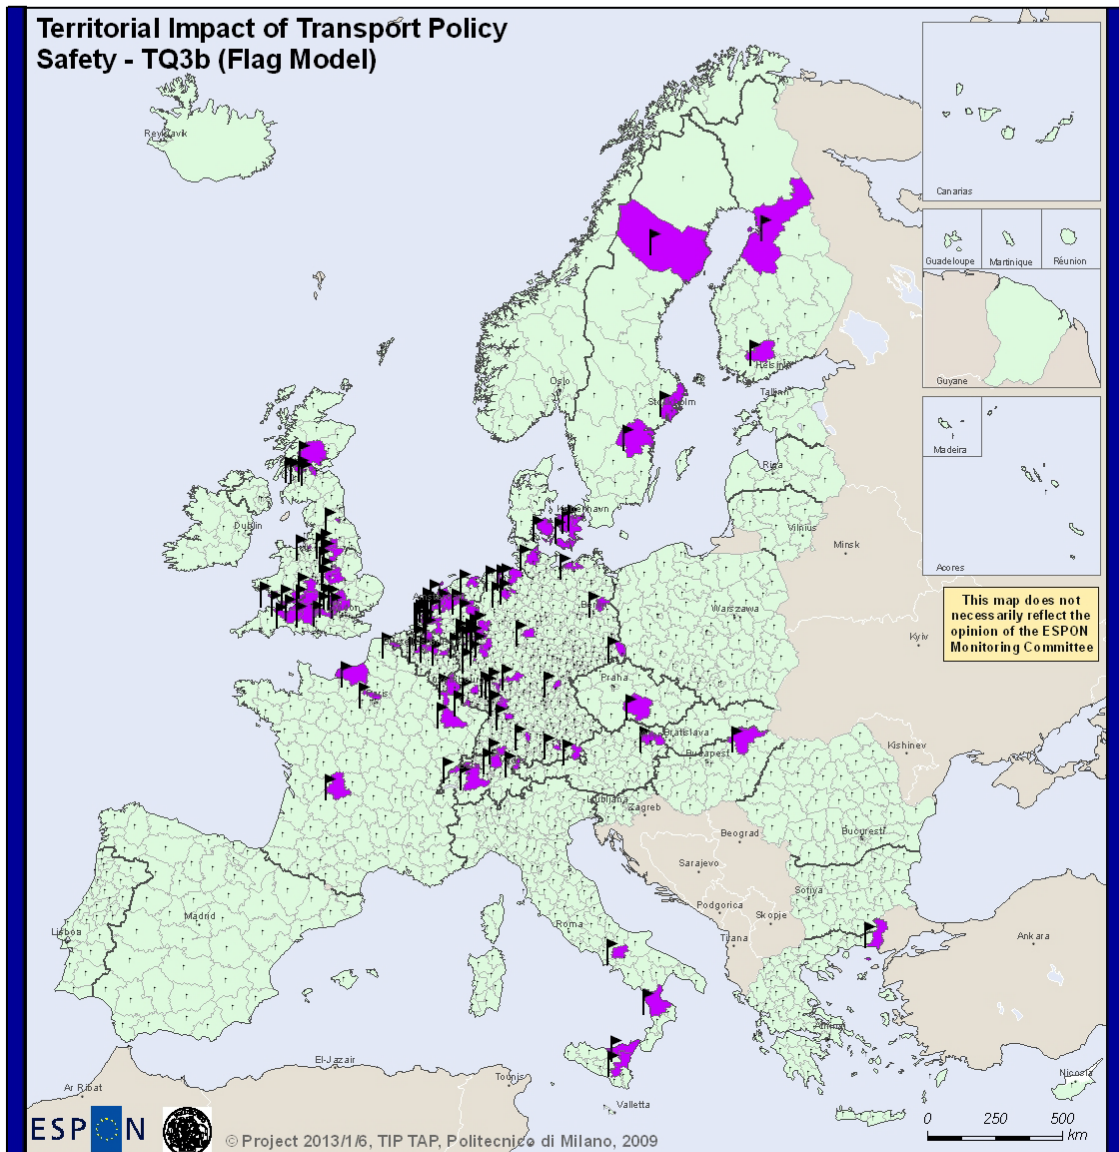 Territorial Impact of Transport Policy
Safety - TQ3b (Flag Model)
Reykjavik
Canarias
Guadeloupe
Martinique
Réunion
Guyane
Madeira
Acores
Oslo
Helsinki
Tallinn
Stockholm
Riga
Dublin
København
Vilnius
Minsk
This map does not
necessarily reflect the
opinion of the ESPON
Monitoring Committee
Warszawa
Kyiv
Praha
Paris
Bratislava
Budapest
Kishinev
Ljubljana
Zagreb
Beograd
Bucuresti
Sarajevo
Sofiya
Podgorica
Skopje
Madrid
Lisboa
Roma
Tirana
Ankara
El-Jazair
Tounis
Ar Ribat
Valletta
Nicosia
0 250 500
km
ESPON
© Project 2013/1/6, TIP TAP, Politecnico di Milano, 2009